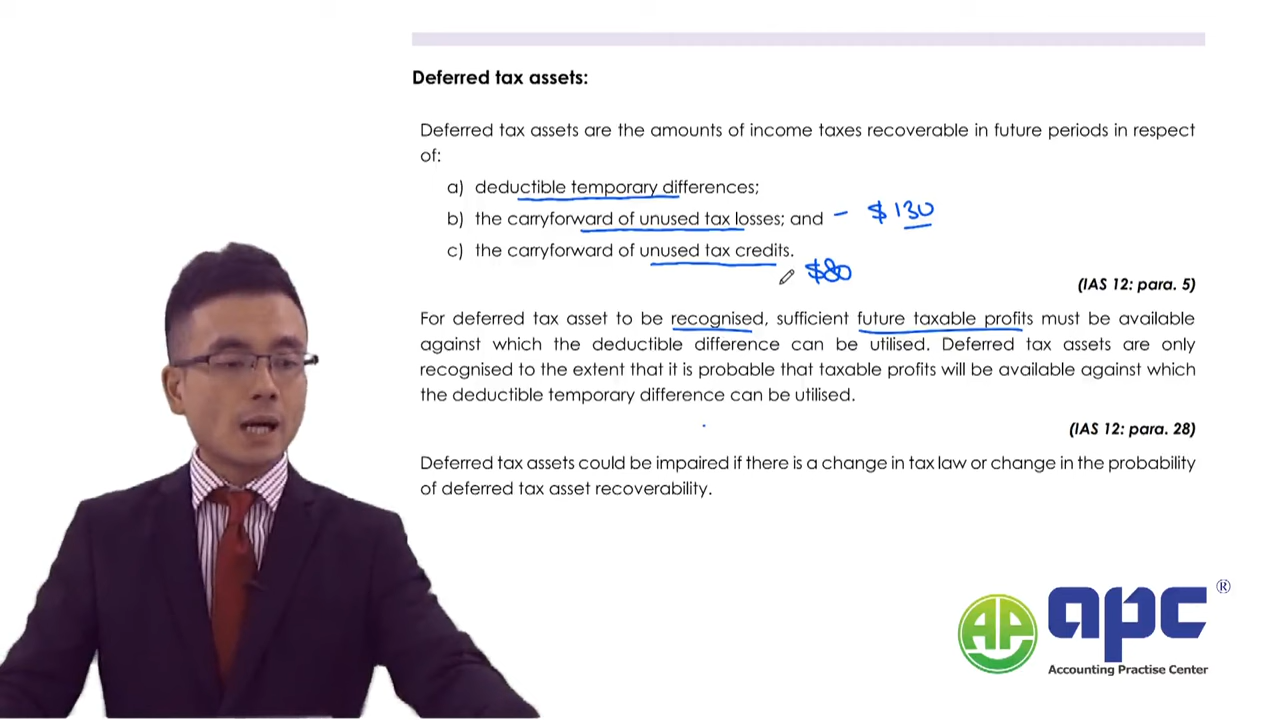 Deferred tax assets:
Deferred tax assets are the amounts of income taxes recoverable in future periods in respect
of:
a) deductible temporary differences;
b) the carryforward of unused tax losses; and – $130
c) the carryforward of unused tax credits.
$80
(IAS 12: para. 5)
For deferred tax asset to be recognised, sufficient future taxable profits must be available
against which the deductible difference can be utilised. Deferred tax assets are only
recognised to the extent that it is probable that taxable profits will be available against which
the deductible temporary difference can be utilised.
(IAS 12: para. 28)
Deferred tax assets could be impaired if there is a change in tax law or change in the probability
of deferred tax asset recoverability.
AP
apc®
Accounting Practise Center